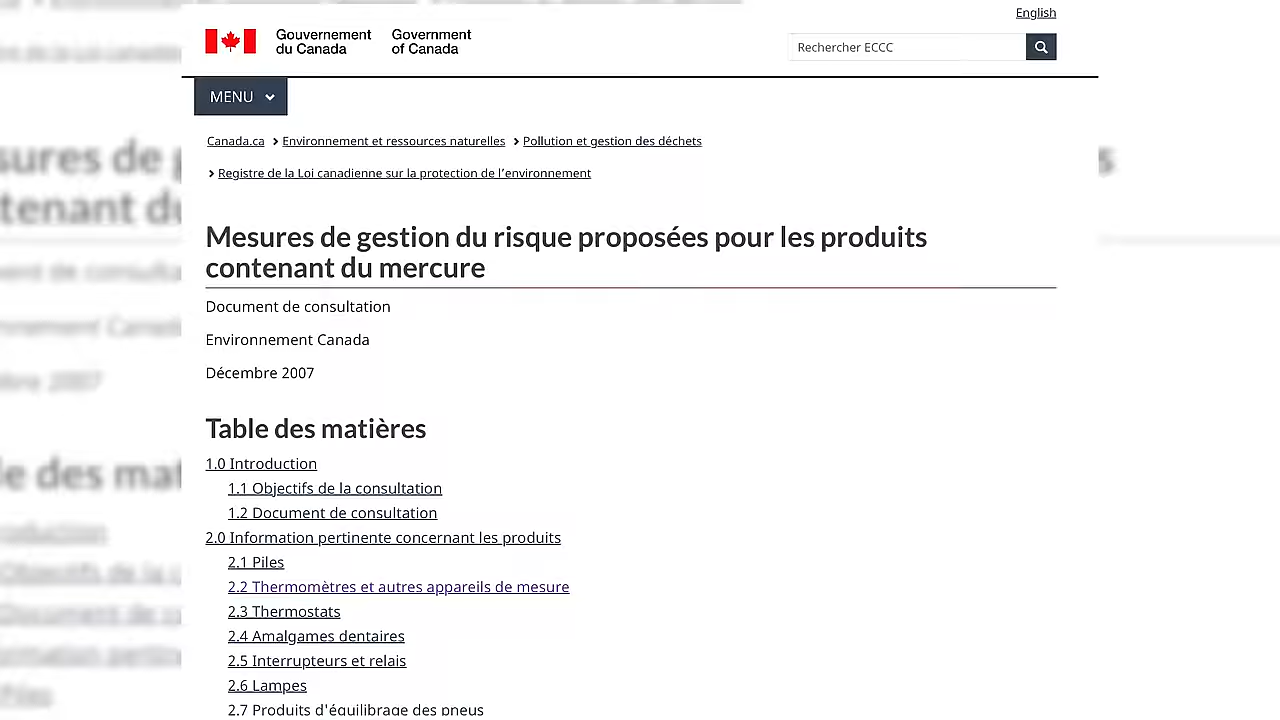 English
Gouvernement
du Canada
Government
of Canada
Rechercher ECCC
MENU
Canada.ca
Environnement et ressources naturelles
Pollution et gestion des déchets
Registre de la Loi canadienne sur la protection de l’environnement
Mesures de gestion du risque proposées pour les produits
contenant du mercure
Document de consultation
Environnement Canada
Décembre 2007
Table des matières
1.0 Introduction
1.1 Objectifs de la consultation
1.2 Document de consultation
2.0 Information pertinente concernant les produits
2.1 Piles
2.2 Thermomètres et autres appareils de mesure
2.3 Thermostats
2.4 Amalgames dentaires
2.5 Interrupteurs et relais
2.6 Lampes
2.7 Produits d'équilibrage des pneus